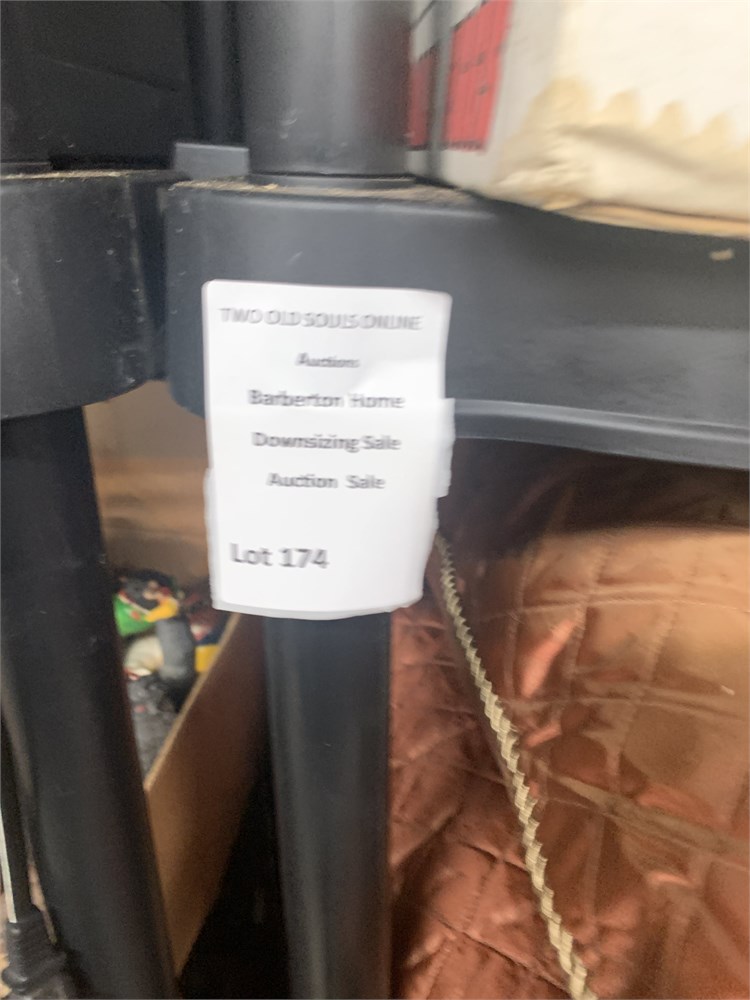 TWO OLD SOULS ONLINE
Auctions
Barberton Home
Downsizing Sale
Auction Sale
Lot 174